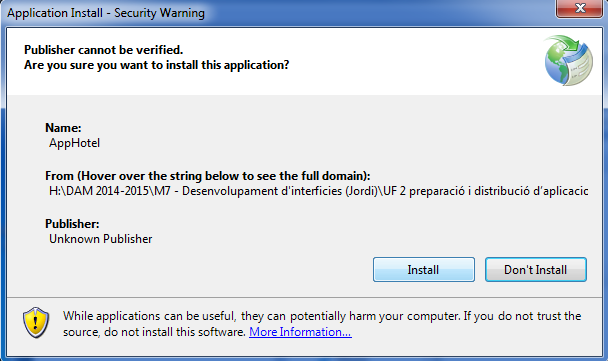 Application Install - Security Warning
Publisher cannot be verified.
Are you sure you want to install this application?
Name:
AppHotel
From (Hover over the string below to see the full domain):
H:\DAM 2014-2015\M7 - Desenvolupament d'interficies (Jordi)\UF 2 preparació i distribució d'aplicacic
Publisher:
Unknown Publisher
Install
Don't Install
While applications can be useful, they can potentially harm your computer. If you do not trust the
source, do not install this software. More Information...